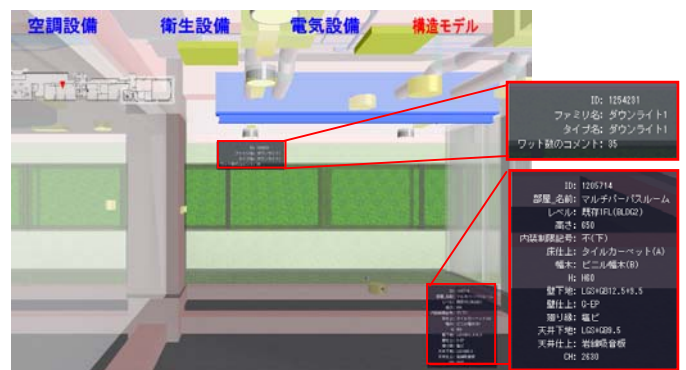 空調設備 衛生設備 電気設備 構造モデル
ID: 1254231
ファミリ名: ダウンライト1
タイプ名: ダウンライト1
ワット数のコメント: 35
ID: 1205714
部屋_名前: マルチパーパスルーム
レベル: 既存1FL(BLDG2)
高さ: 650
内装制限記号: 不(下)
床仕上: タイルカーペット(A)
幅木: ビニル幅木(B)
H: H60
壁下地: LGS+GB12.5+9.5
壁仕上: G-EP
廻り縁: 塩ビ
天井下地: LGS+GB9.5
天井仕上: 岩綿吸音板
CH: 2630